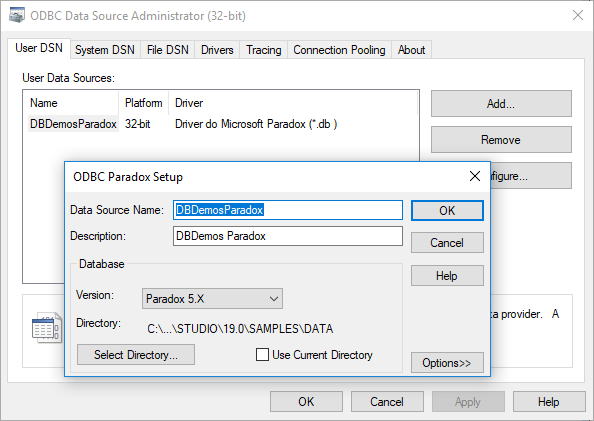 ODBC Data Source Administrator (32-bit)
User DSN System DSN File DSN Drivers Tracing Connection Pooling About
User Data Sources:
Name Platform Driver
DBDemosParadox 32-bit Driver do Microsoft Paradox (*.db )
Add...
Remove
ODBC Paradox Setup
Data Source Name: DBDemosParadox
OK
Description: DBDemos Paradox
Cancel
Database
Help
Version: Paradox 5.X
Directory: C:\...\STUDIO\19.0\SAMPLES\DATA
Select Directory... Use Current Directory
Options>>
provider. A
OK Cancel Apply Help